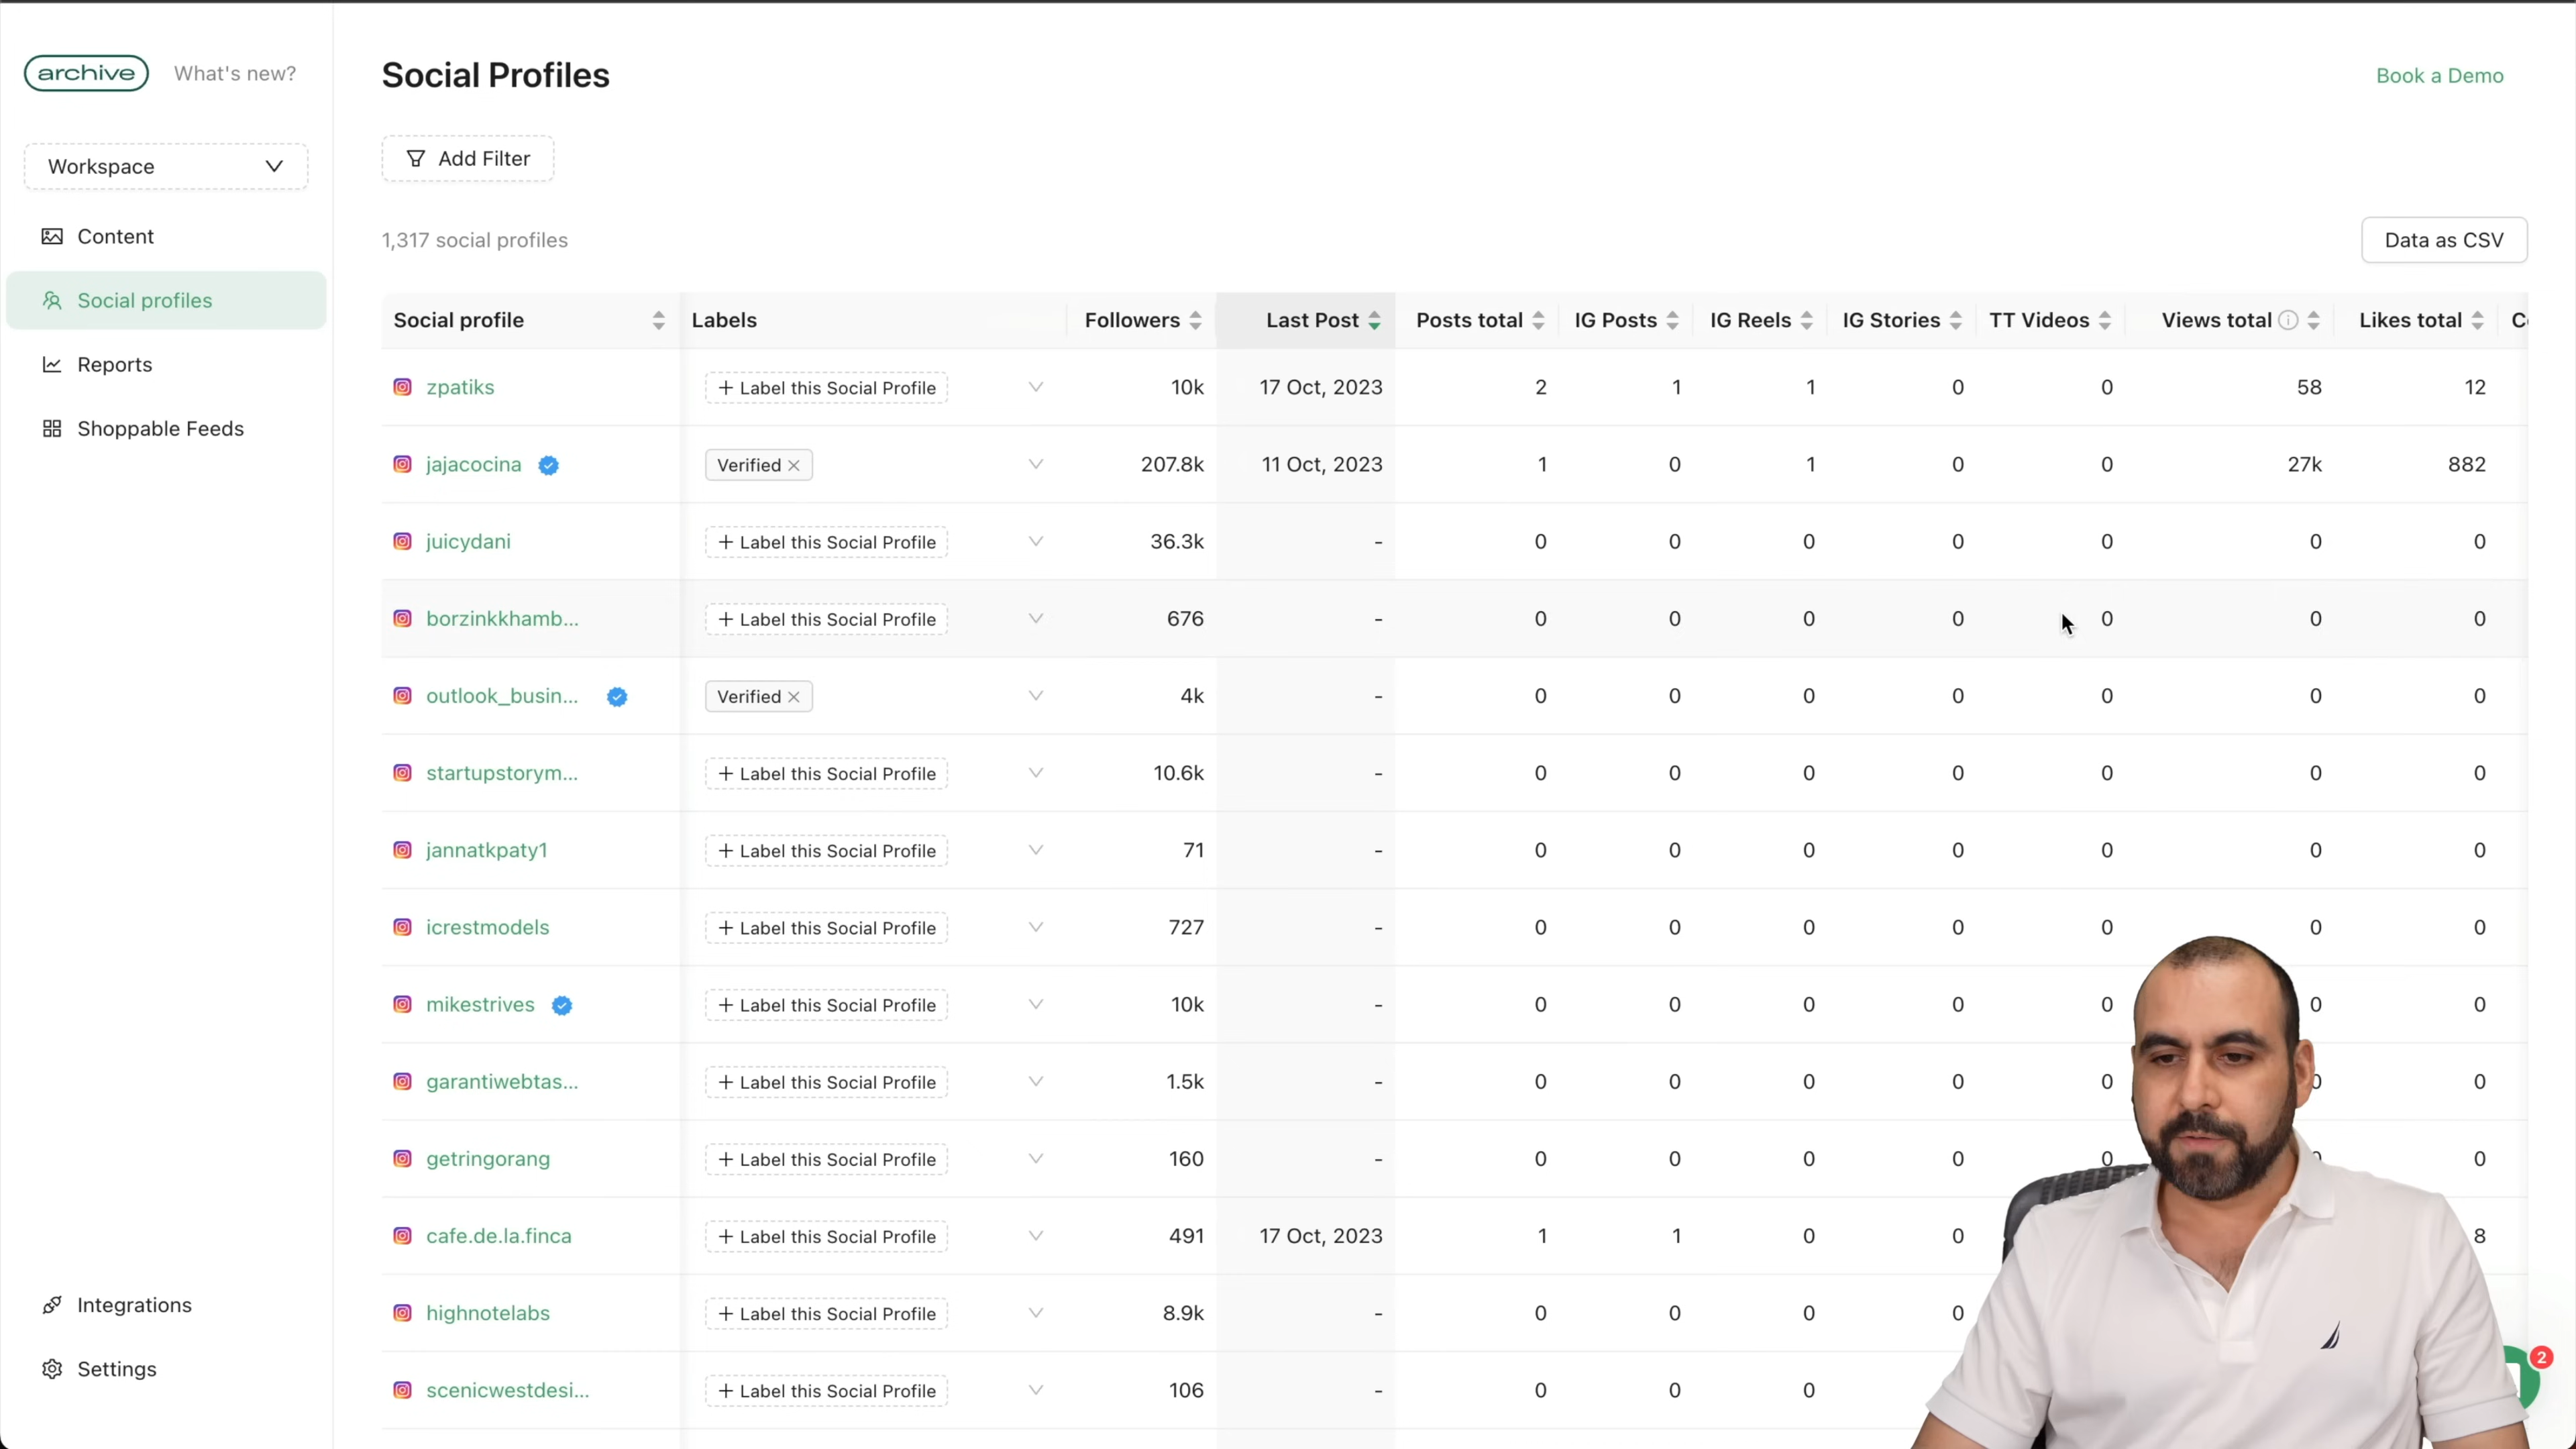 archive What's new?
Social Profiles
Book a Demo
Workspace
Add Filter
Content
1,317 social profiles
Data as CSV
Social profiles
Reports
Shoppable Feeds
Integrations
Settings
Social profile Labels Followers Last Post Posts total IG Posts IG Reels IG Stories TT Videos Views total Likes total
zpatiks + Label this Social Profile 10k 17 Oct, 2023 2 1 1 0 0 58 12
jajacocina Verified 207.8k 11 Oct, 2023 1 0 1 0 0 27k 882
juicydani + Label this Social Profile 36.3k - 0 0 0 0 0 0 0
borzinkkhamb... + Label this Social Profile 676 - 0 0 0 0 0 0 0
outlook_busin... Verified 4k - 0 0 0 0 0 0 0
startupstorym... + Label this Social Profile 10.6k - 0 0 0 0 0 0 0
jannatkpaty1 + Label this Social Profile 71 - 0 0 0 0 0 0 0
icrestmodels + Label this Social Profile 727 - 0 0 0 0 0 0 0
mikestrives + Label this Social Profile 10k - 0 0 0 0 0 0 0
garantiwebtas... + Label this Social Profile 1.5k - 0 0 0 0 0 0 0
getringorang + Label this Social Profile 160 - 0 0 0 0 0 0
cafe.de.la.finca + Label this Social Profile 491 17 Oct, 2023 1 1 0 0 8
highnotelabs + Label this Social Profile 8.9k - 0 0 0 0
scenicwestdesi... + Label this Social Profile 106 - 0 0 0
2